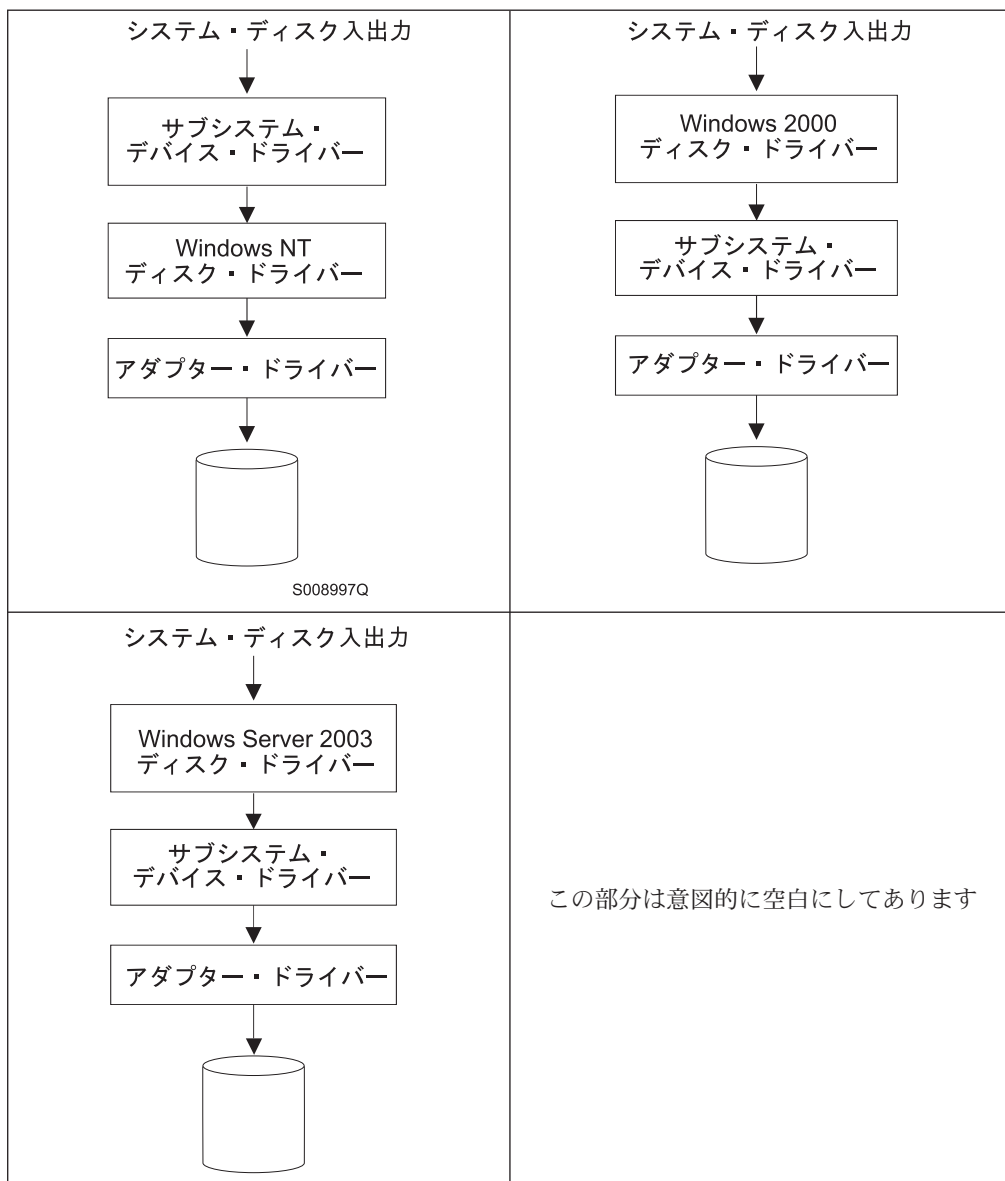 システム・ディスク入出力
サブシステム・
デバイス・ドライバー
Windows NT
ディスク・ドライバー
アダプター・ドライバー
S008997Q
システム・ディスク入出力
Windows 2000
ディスク・ドライバー
サブシステム・
デバイス・ドライバー
アダプター・ドライバー
システム・ディスク入出力
Windows Server 2003
ディスク・ドライバー
サブシステム・
デバイス・ドライバー
アダプター・ドライバー
この部分は意図的に空白にしてあります